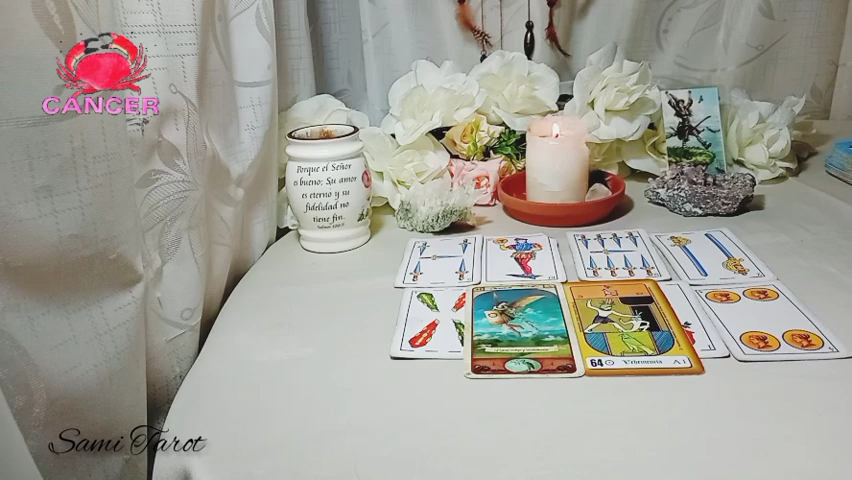 CANCER
Porque el Señor
es bueno; Su amor
es eterno y su
fidelidad no
tiene fin.
64
Vehemencia
A1
Sami Tarot